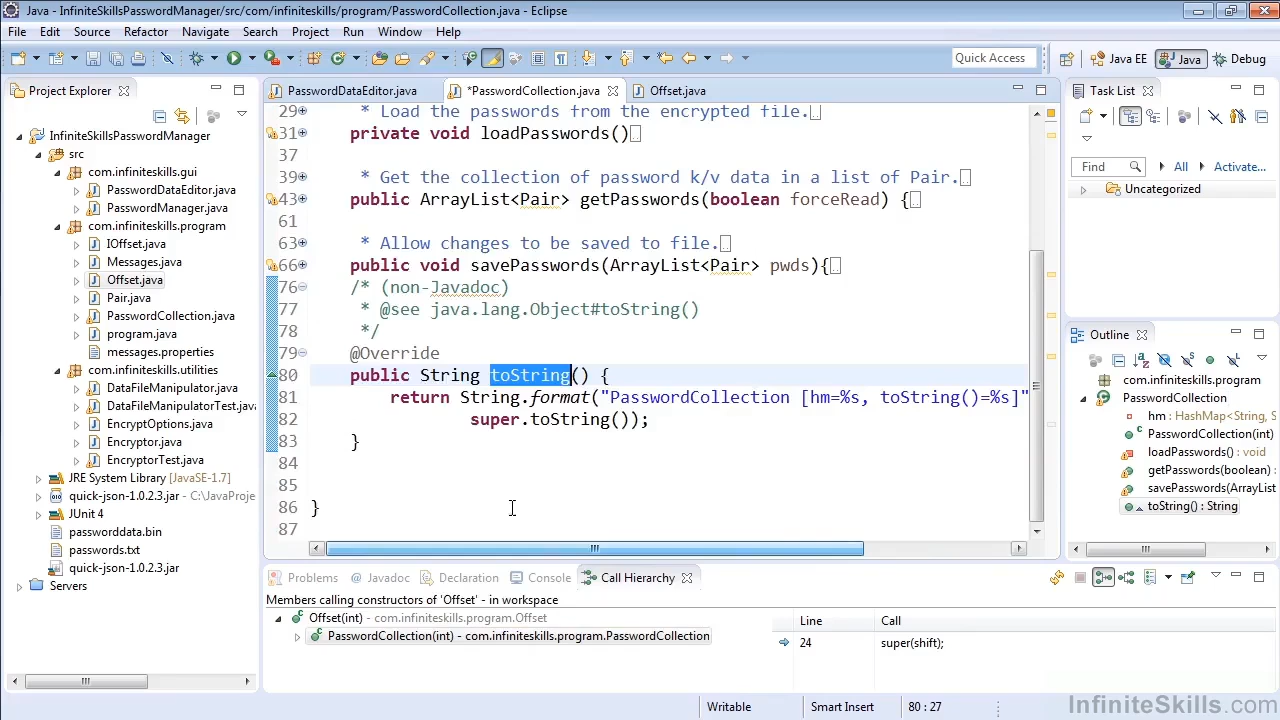 Java - InfiniteSkillsPasswordManager/src/com/infiniteskills/program/PasswordCollection.java - Eclipse
File Edit Source Refactor Navigate Search Project Run Window Help
Quick Access
Java EE
Java
Debug
Project Explorer
InfiniteSkillsPasswordManager
src
com.infiniteskills.gui
PasswordDataEditor.java
PasswordManager.java
com.infiniteskills.program
IOffset.java
Messages.java
Offset.java
Pair.java
PasswordCollection.java
program.java
messages.properties
com.infiniteskills.utilities
DataFileManipulator.java
DataFileManipulatorTest.java
EncryptOptions.java
Encryptor.java
EncryptorTest.java
JRE System Library [JavaSE-1.7]
quick-json-1.0.2.3.jar - C:\JavaProje
JUnit 4
passworddata.bin
passwords.txt
quick-json-1.0.2.3.jar
Servers
PasswordDataEditor.java
*PasswordCollection.java
Offset.java
29 * Load the passwords from the encrypted file.
31 private void loadPasswords()
37
39 * Get the collection of password k/v data in a list of Pair.
43 public ArrayList<Pair> getPasswords(boolean forceRead) {
61
63 * Allow changes to be saved to file.
66 public void savePasswords(ArrayList<Pair> pwds){
76 /* (non-Javadoc)
77 * @see java.lang.Object#toString()
78 */
79 @Override
80 public String toString() {
81 return String.format("PasswordCollection [hm=%s, toString()=%s]"
82 super.toString());
83 }
84
85
86 }
87
Task List
Find
All
Activate...
Uncategorized
Outline
com.infiniteskills.program
PasswordCollection
hm : HashMap<String, S
PasswordCollection(int)
loadPasswords() : void
getPasswords(boolean)
savePasswords(ArrayList
toString() : String
Problems
@ Javadoc
Declaration
Console
Call Hierarchy
Members calling constructors of 'Offset' - in workspace
Offset(int) - com.infiniteskills.program.Offset
PasswordCollection(int) - com.infiniteskills.program.PasswordCollection
Line Call
24 super(shift);
Writable
Smart Insert
80 : 27
InfiniteSkills.com